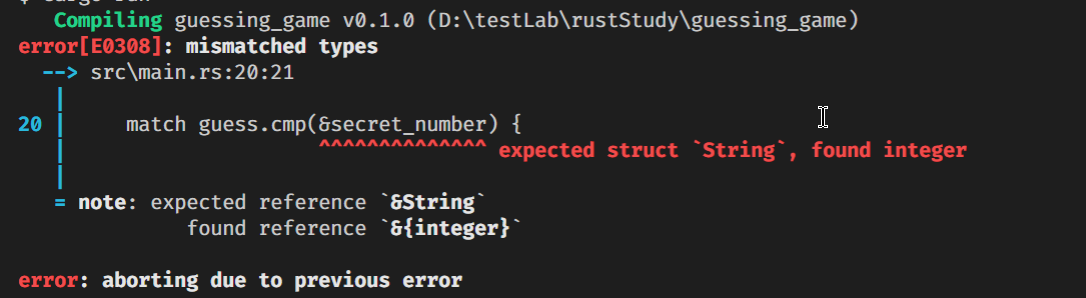 Compiling guessing_game v0.1.0 (D:\testLab\rustStudy\guessing_game)
error[E0308]: mismatched types
--> src\main.rs:20:21
|
20 | match guess.cmp(&secret_number) {
| ^^^^^^^^^^^^^^ expected struct `String`, found integer
|
= note: expected reference `&String`
found reference `&{integer}`
error: aborting due to previous error